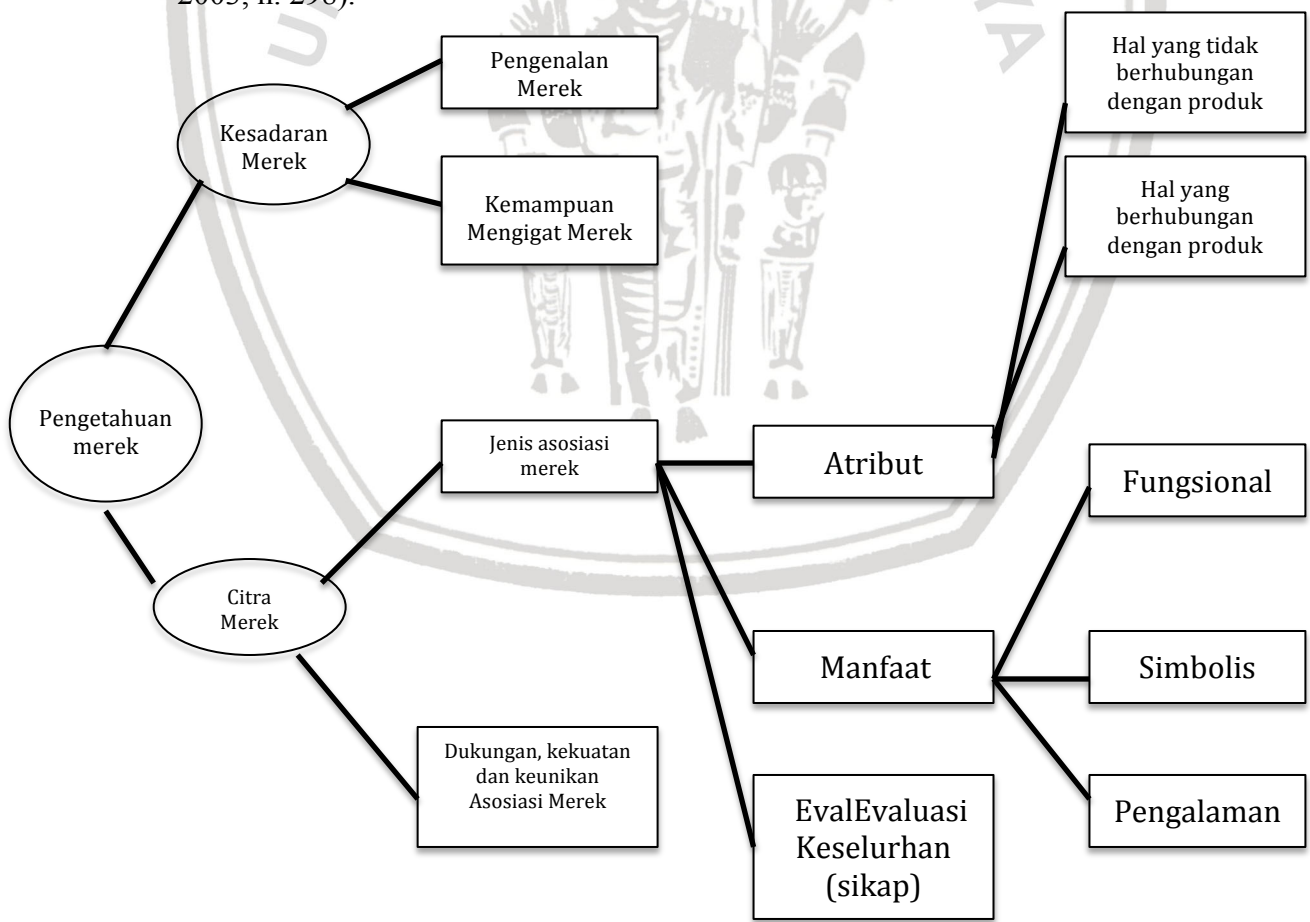 2003, h. 298).
Pengenalan
Merek
Hal yang tidak
berhubungan
dengan produk
Kesadaran
Merek
Kemampuan
Mengigat Merek
Hal yang
berhubungan
dengan produk
Pengetahuan
merek
Jenis asosiasi
merek
Atribut
Fungsional
Citra
Merek
Manfaat
Simbolis
Dukungan, kekuatan
dan keunikan
Asosiasi Merek
EvalEvaluasi
Keselurhan
(sikap)
Pengalaman